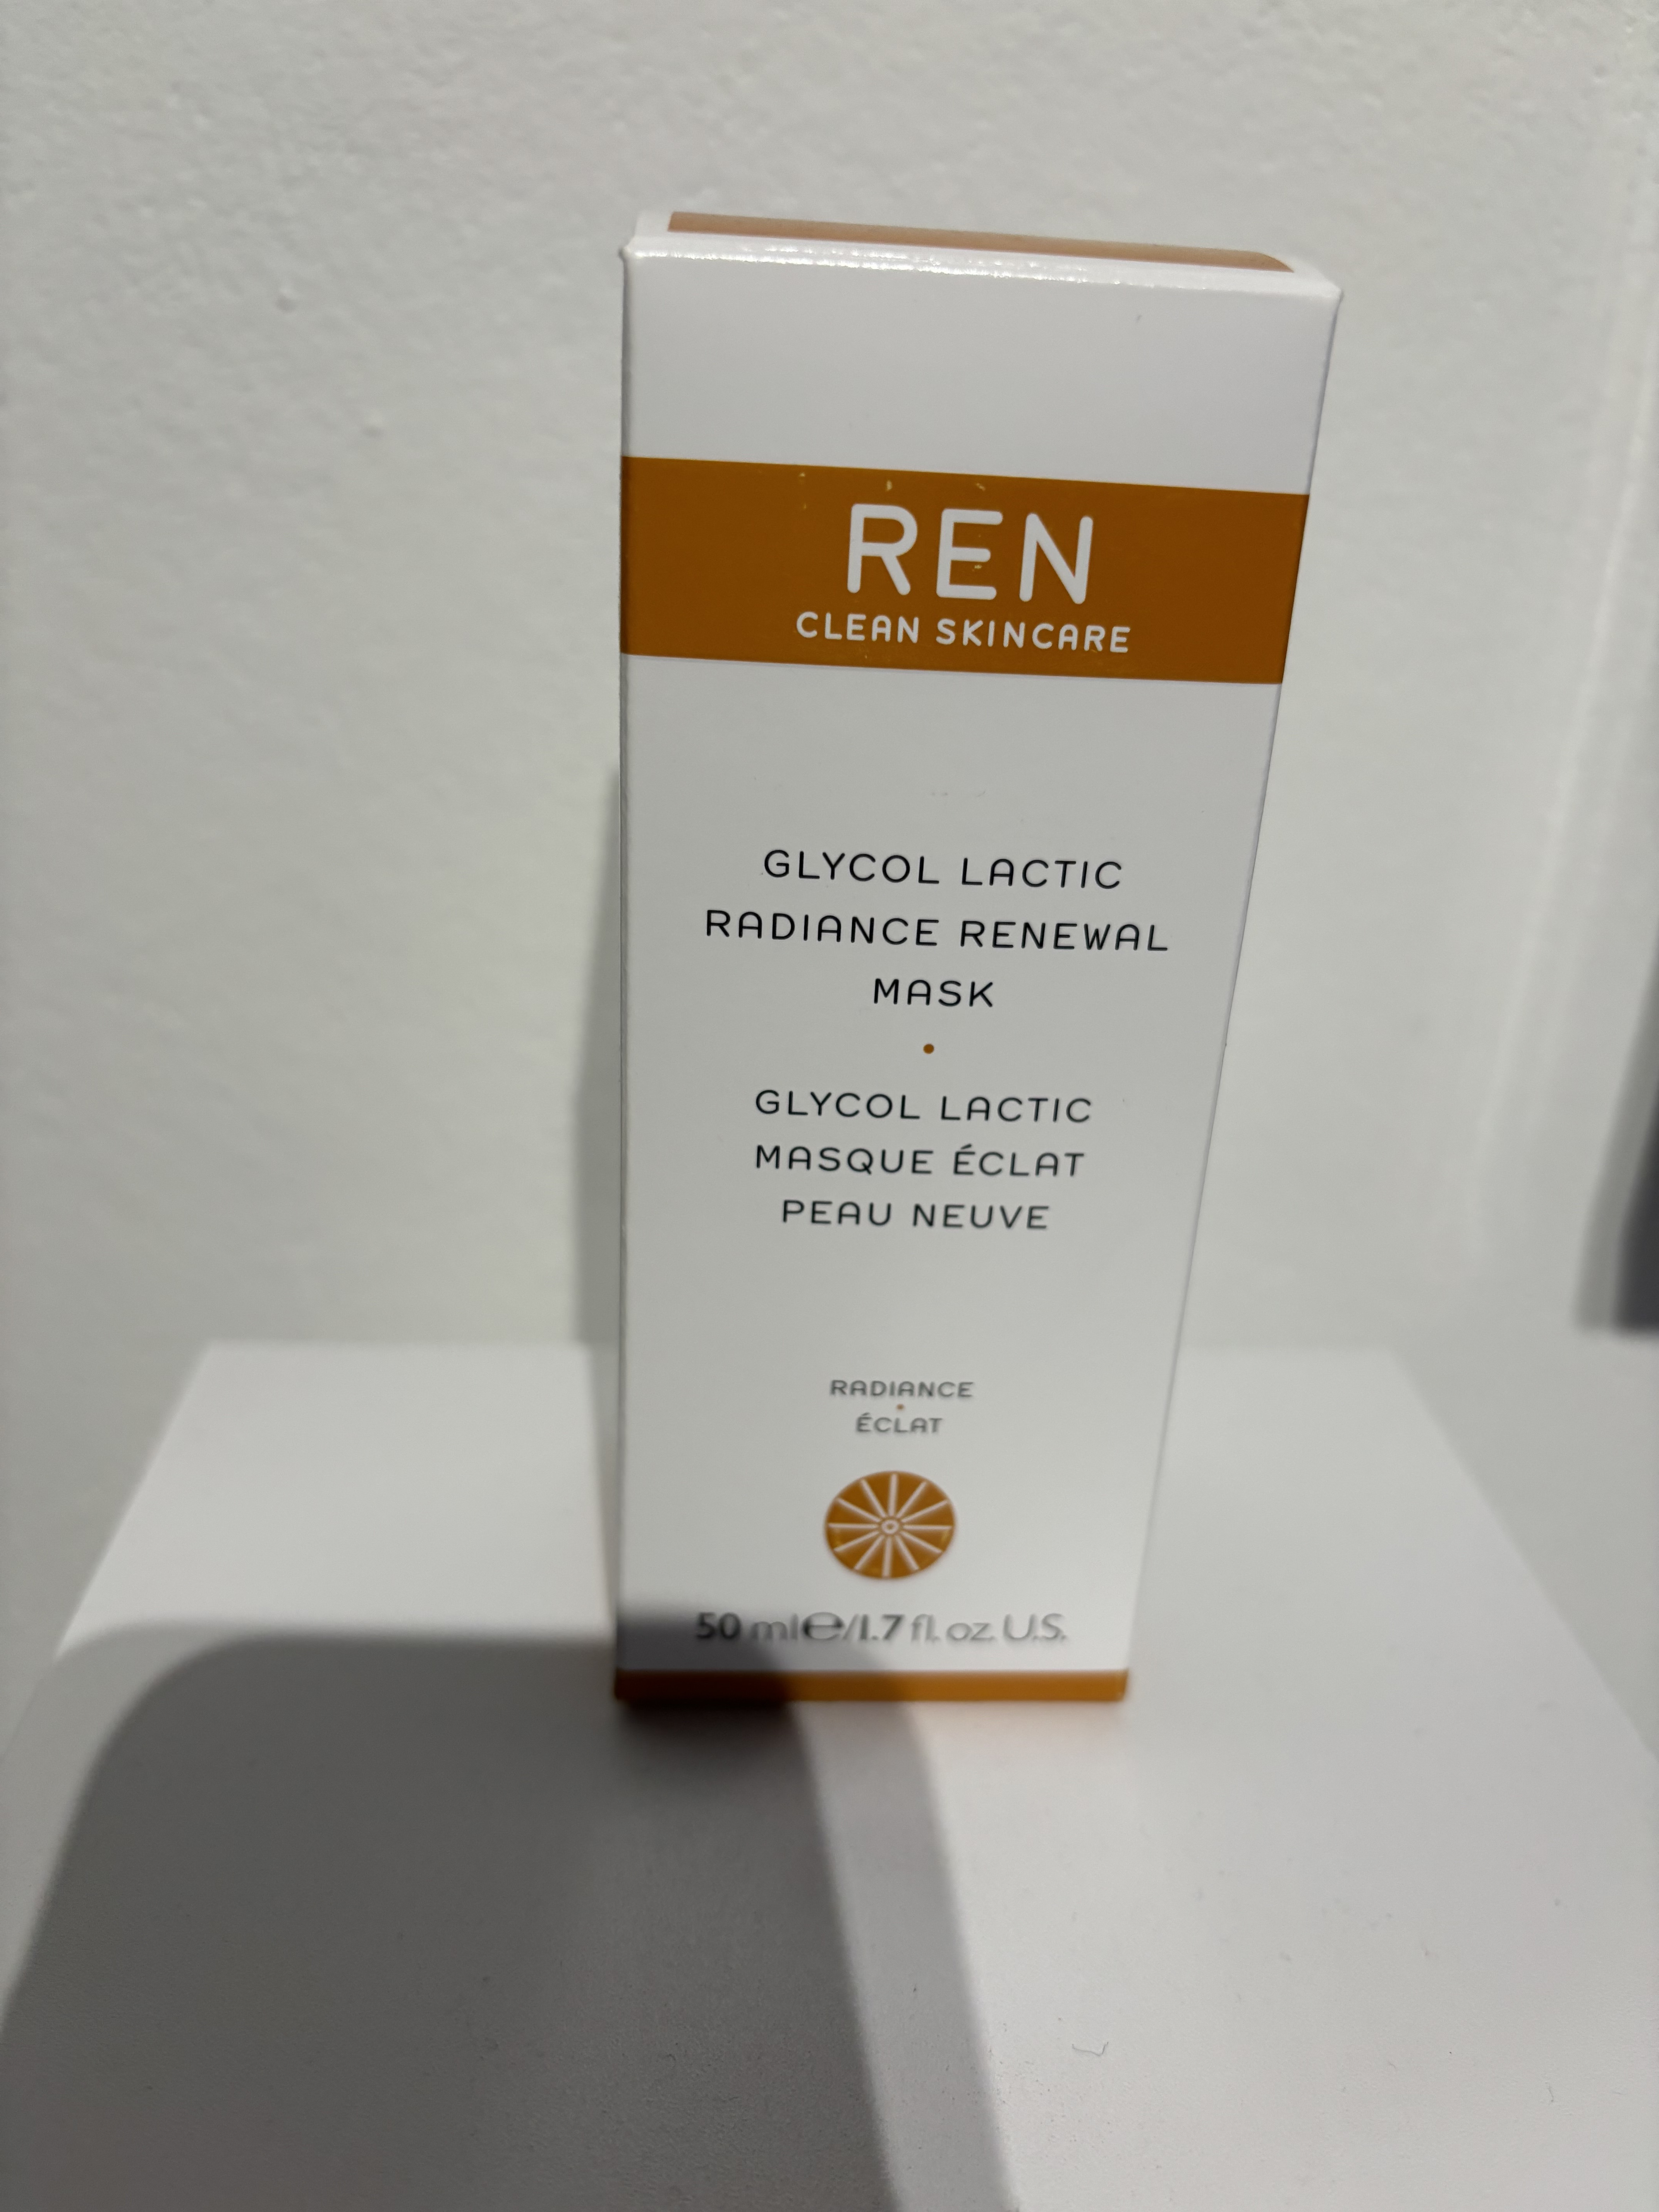 REN
CLEAN SKINCARE
GLYCOL LACTIC
RADIANCE RENEWAL
MASK
•
GLYCOL LACTIC
MASQUE ÉCLAT
PEAU NEUVE
RADIANCE
•
ÉCLAT
50 ml℮/1.7 fl. oz. U.S.